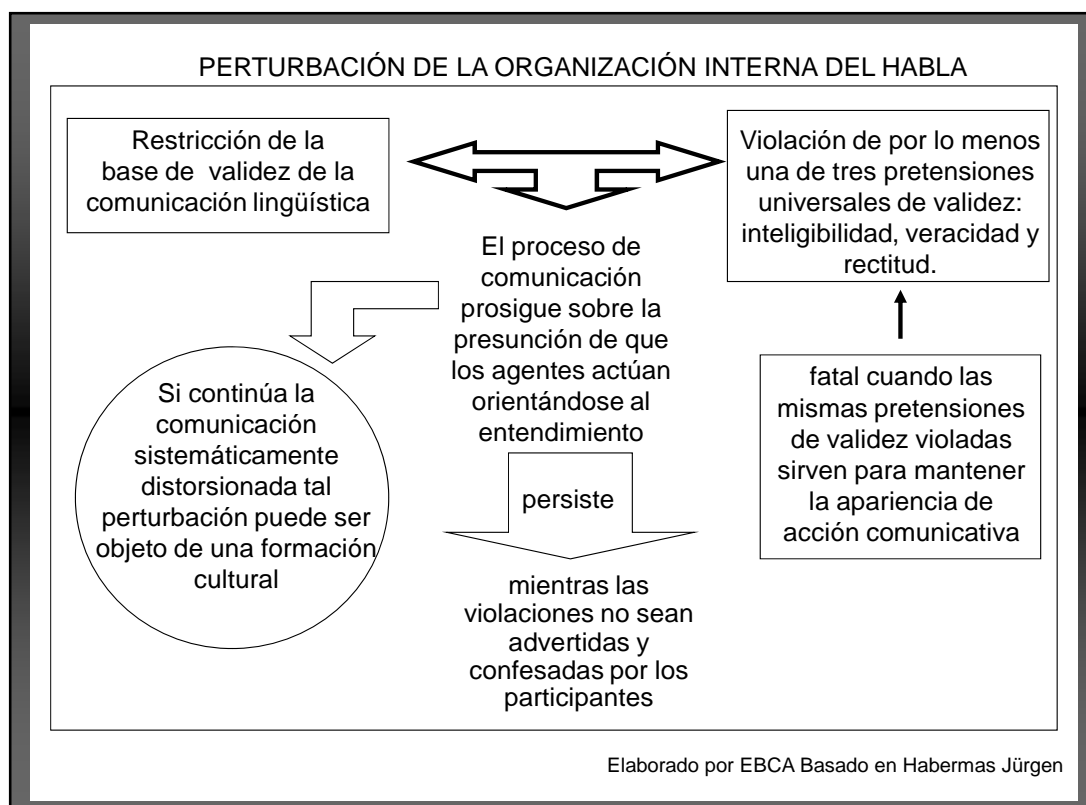 PERTURBACIÓN DE LA ORGANIZACIÓN INTERNA DEL HABLA
Restricción de la
base de validez de la
comunicación lingüística
Violación de por lo menos
una de tres pretensiones
universales de validez:
inteligibilidad, veracidad y
rectitud.
El proceso de
comunicación
prosigue sobre la
presunción de que
los agentes actúan
orientándose al
entendimiento
Si continúa la
comunicación
sistemáticamente
distorsionada tal
perturbación puede ser
objeto de una formación
cultural
fatal cuando las
mismas pretensiones
de validez violadas
sirven para mantener
la apariencia de
acción comunicativa
persiste
mientras las
violaciones no sean
advertidas y
confesadas por los
participantes
Elaborado por EBCA Basado en Habermas Jürgen